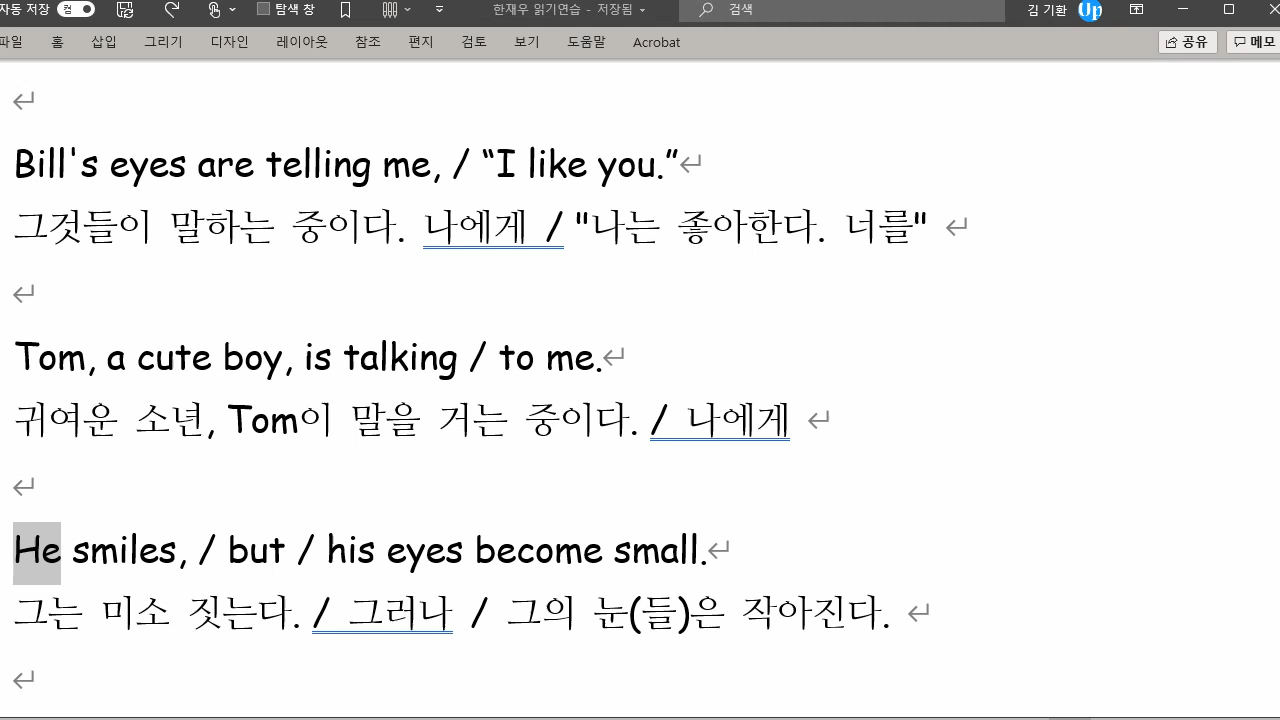 자동 저장 컴 탐색 창 한재우 읽기연습 - 저장됨 검색 김 기환 Up
파일 홈 삽입 그리기 디자인 레이아웃 참조 편지 검토 보기 도움말 Acrobat 공유 메모
Bill's eyes are telling me, / “I like you.”
그것들이 말하는 중이다. 나에게 / "나는 좋아한다. 너를"
Tom, a cute boy, is talking / to me.
귀여운 소년, Tom이 말을 거는 중이다. / 나에게
He smiles, / but / his eyes become small.
그는 미소 짓는다. / 그러나 / 그의 눈(들)은 작아진다.